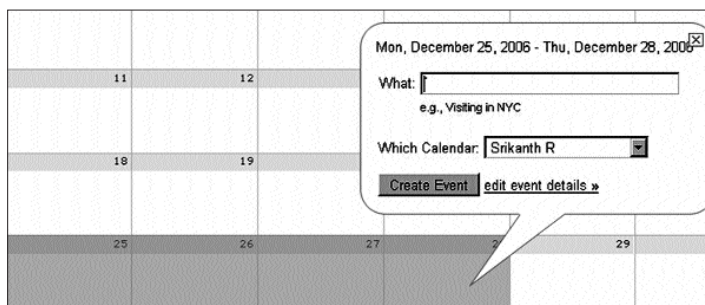 Mon, December 25, 2006 - Thu, December 28, 2006
11 12
What:
e.g., Visiting in NYC
18 19
Which Calendar: Srikanth R
Create Event edit event details »
25 26 27 29